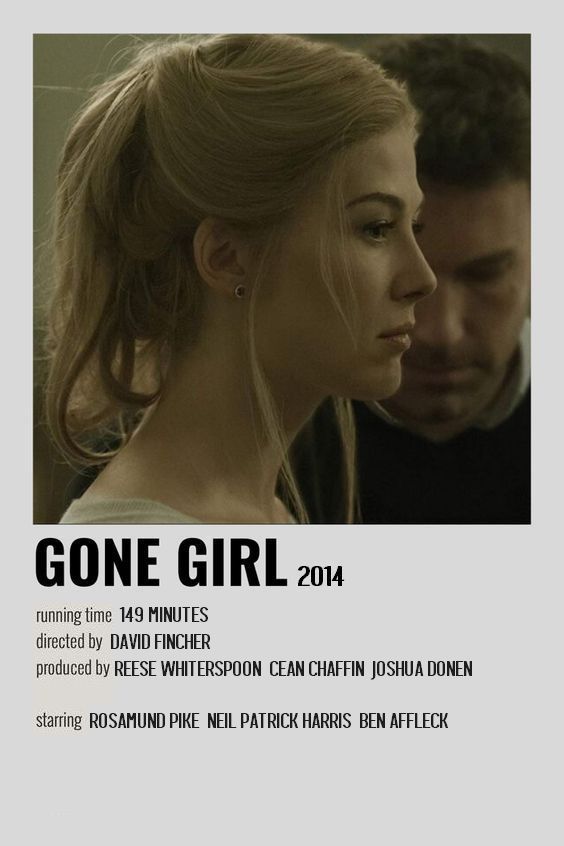 GONE GIRL 2014
running time 149 MINUTES
directed by DAVID FINCHER
produced by REESE WHITERSPOON CEAN CHAFFIN JOSHUA DONEN
starring ROSAMUND PIKE NEIL PATRICK HARRIS BEN AFFLECK